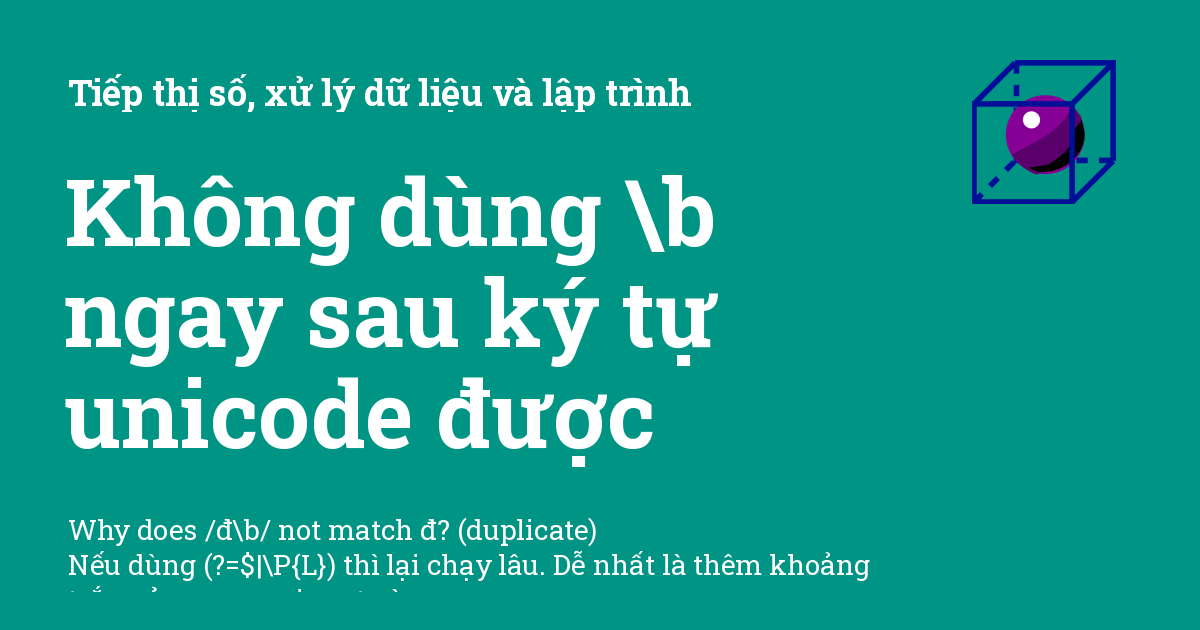 Tiếp thị số, xử lý dữ liệu và lập trình
Không dùng \b
ngay sau ký tự
unicode được
Why does /đ\b/ not match đ? (duplicate)
Nếu dùng (?=$|\P{L}) thì lại chạy lâu. Dễ nhất là thêm khoảng